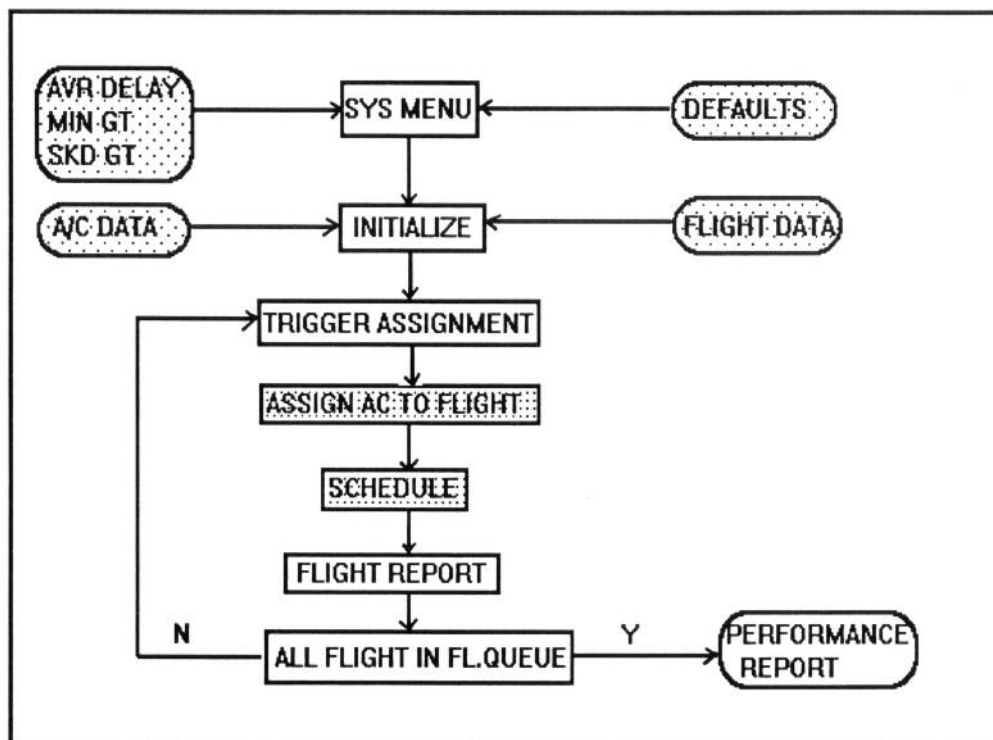 AVR DELAY
MIN GT
SKD GT
SYS MENU
DEFAULTS
A/C DATA
INITIALIZE
FLIGHT DATA
TRIGGER ASSIGNMENT
ASSIGN AC TO FLIGHT
SCHEDULE
FLIGHT REPORT
N
ALL FLIGHT IN FL.QUEUE
Y
PERFORMANCE
REPORT